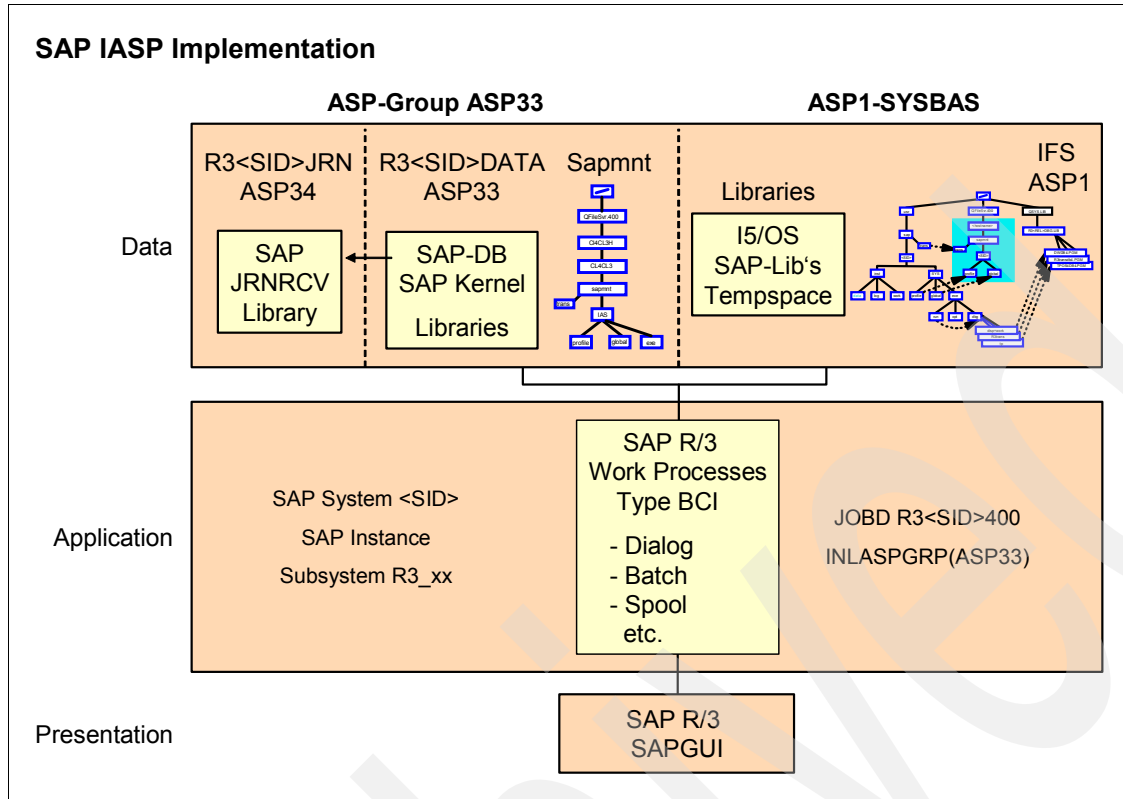 SAP IASP Implementation
ASP-Group ASP33
ASP1-SYSBAS
Data
R3<SID>JRN
ASP34
SAP
JRNRCV
Library
R3<SID>DATA
ASP33
SAP-DB
SAP Kernel
Libraries
Sapmnt
QFileSvr.400
CL4CL3
sapmnt
trans
IAS
profile
global
exe
Libraries
I5/OS
SAP-Lib‘s
Tempspace
IFS
ASP1
Application
SAP System <SID>
SAP Instance
Subsystem R3_xx
SAP R/3
Work Processes
Type BCI
- Dialog
- Batch
- Spool
etc.
JOBD R3<SID>400
INLASPGRP(ASP33)
Presentation
SAP R/3
SAPGUI